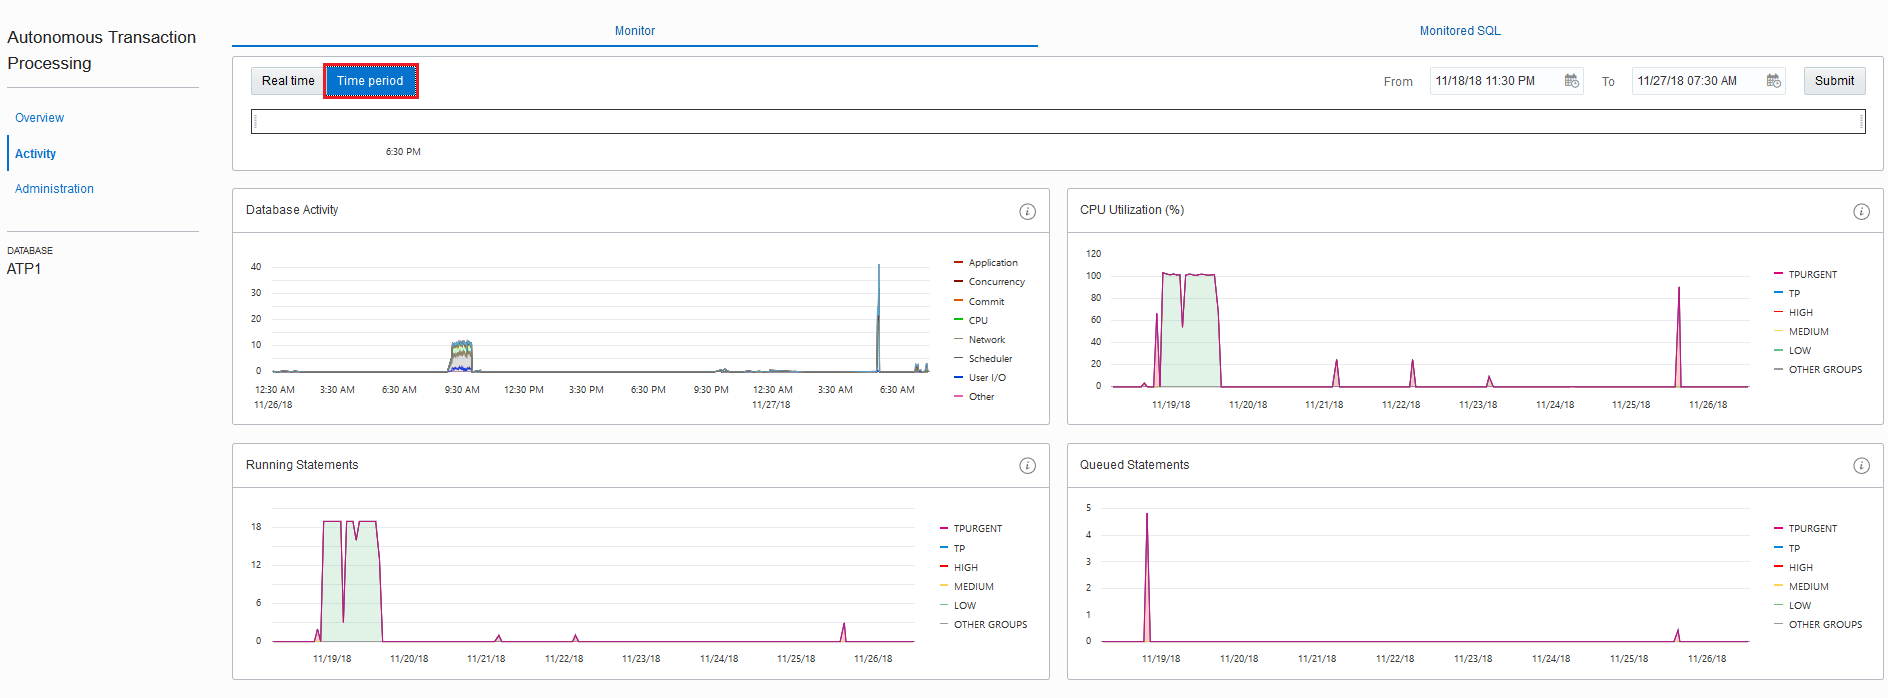 Autonomous Transaction
Processing
Overview
Activity
Administration
DATABASE
ATP1
Monitor
Monitored SQL
Real time
Time period
From
11/18/18 11:30 PM
To
11/27/18 07:30 AM
Submit
6:30 PM
Database Activity
40
30
20
10
0
12:30 AM
3:30 AM
6:30 AM
9:30 AM
12:30 PM
3:30 PM
6:30 PM
9:30 PM
12:30 AM
3:30 AM
6:30 AM
11/26/18
11/27/18
Application
Concurrency
Commit
CPU
Network
Scheduler
User I/O
Other
CPU Utilization (%)
120
100
80
60
40
20
0
11/19/18
11/20/18
11/21/18
11/22/18
11/23/18
11/24/18
11/25/18
11/26/18
TPURGENT
TP
HIGH
MEDIUM
LOW
OTHER GROUPS
Running Statements
18
12
6
0
11/19/18
11/20/18
11/21/18
11/22/18
11/23/18
11/24/18
11/25/18
11/26/18
TPURGENT
TP
HIGH
MEDIUM
LOW
OTHER GROUPS
Queued Statements
5
4
3
2
1
0
11/19/18
11/20/18
11/21/18
11/22/18
11/23/18
11/24/18
11/25/18
11/26/18
TPURGENT
TP
HIGH
MEDIUM
LOW
OTHER GROUPS